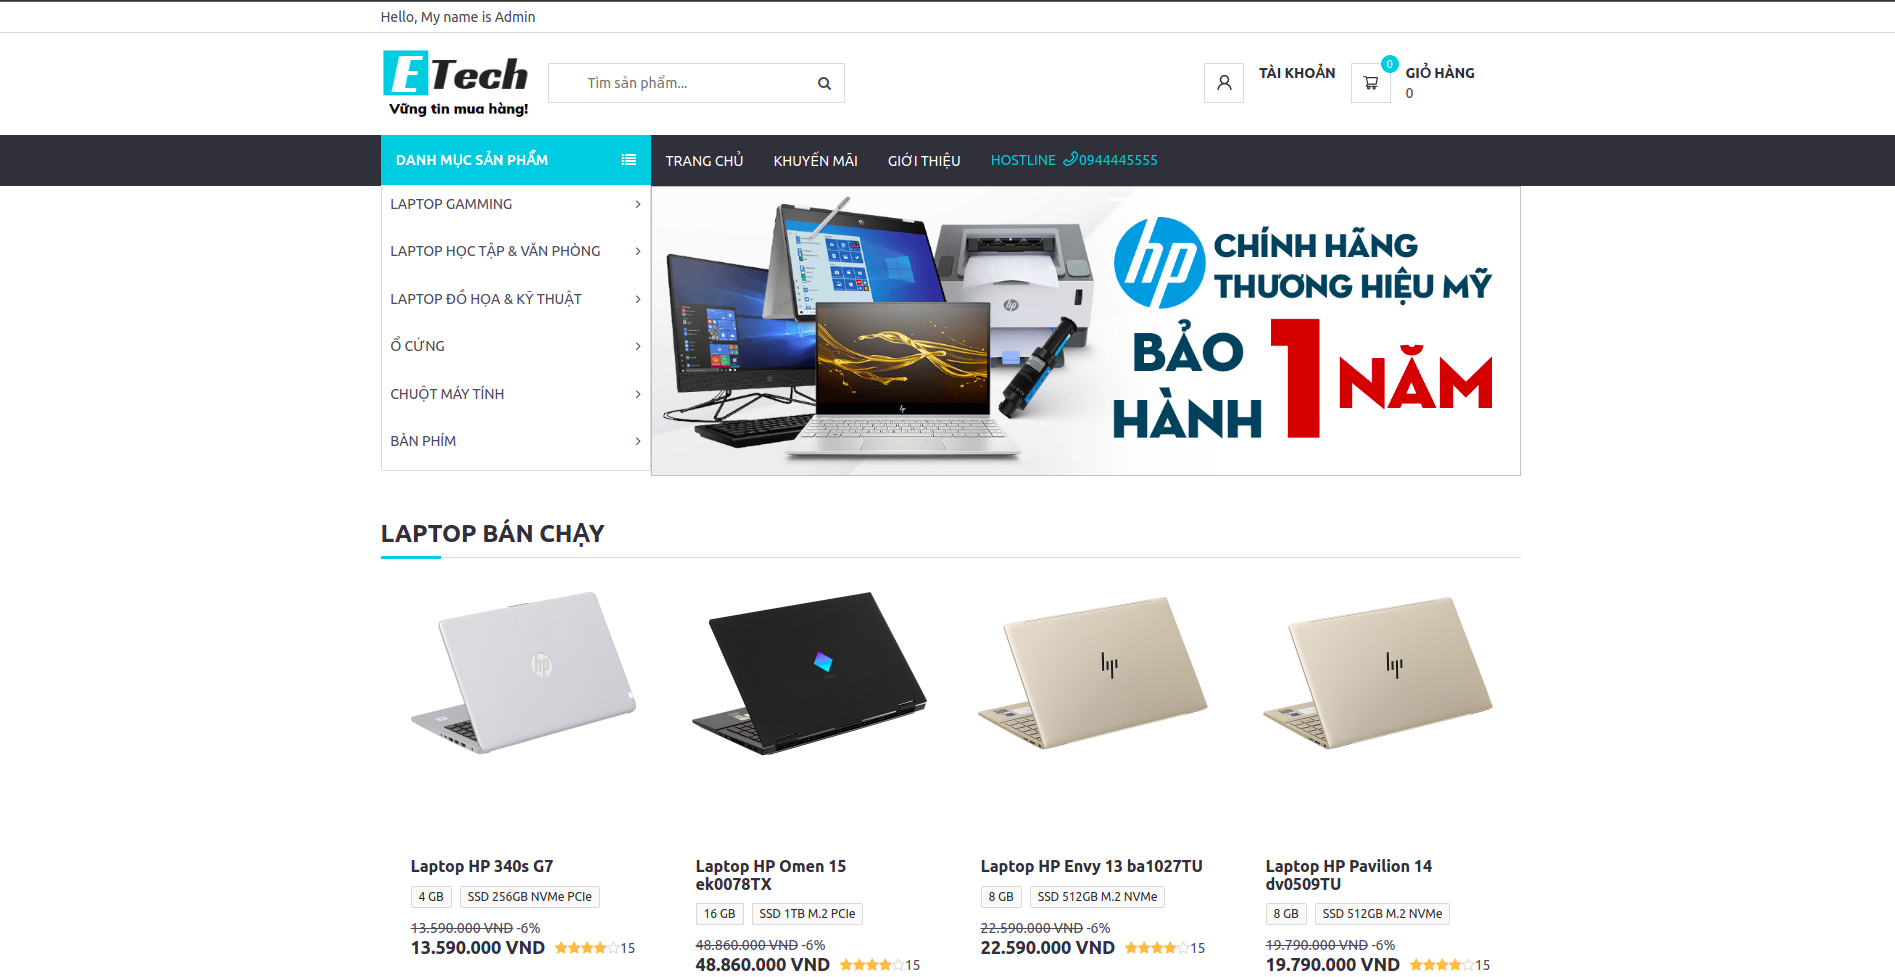 Hello, My name is Admin
ETech
Vững tin mua hàng!
Tìm sản phẩm...
TÀI KHOẢN
0
GIỎ HÀNG
0
DANH MỤC SẢN PHẨM
TRANG CHỦ
KHUYẾN MÃI
GIỚI THIỆU
HOSTLINE 0944445555
LAPTOP GAMMING
LAPTOP HỌC TẬP & VĂN PHÒNG
LAPTOP ĐỒ HỌA & KỸ THUẬT
Ổ CỨNG
CHUỘT MÁY TÍNH
BÀN PHÍM
hp
CHÍNH HÃNG
THƯƠNG HIỆU MỸ
BẢO
HÀNH
1 NĂM
LAPTOP BÁN CHẠY
Laptop HP 340s G7
4 GB
SSD 256GB NVMe PCIe
13.590.000 VND -6%
13.590.000 VND
15
Laptop HP Omen 15
ek0078TX
16 GB
SSD 1TB M.2 PCIe
48.860.000 VND -6%
48.860.000 VND
15
Laptop HP Envy 13 ba1027TU
8 GB
SSD 512GB M.2 NVMe
22.590.000 VND -6%
22.590.000 VND
15
Laptop HP Pavilion 14
dv0509TU
8 GB
SSD 512GB M.2 NVMe
19.790.000 VND -6%
19.790.000 VND
15